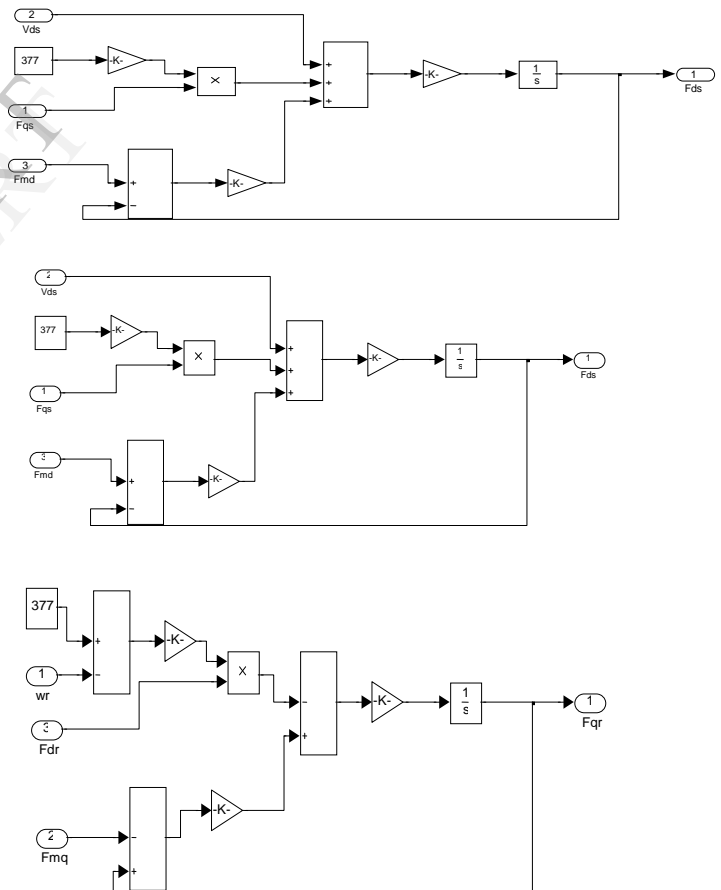 2
Vds
377
-K-
×
1
Fqs
3
Fmd
+
+
+
-K-
1
s
1
Fds
+
−
-K-
2
Vds
377
-K-
×
1
Fqs
3
Fmd
+
+
+
-K-
1
s
1
Fds
+
−
-K-
377
+
−
-K-
×
1
wr
3
Fdr
−
+
-K-
1
s
1
Fqr
-K-
2
Fmq
−
+